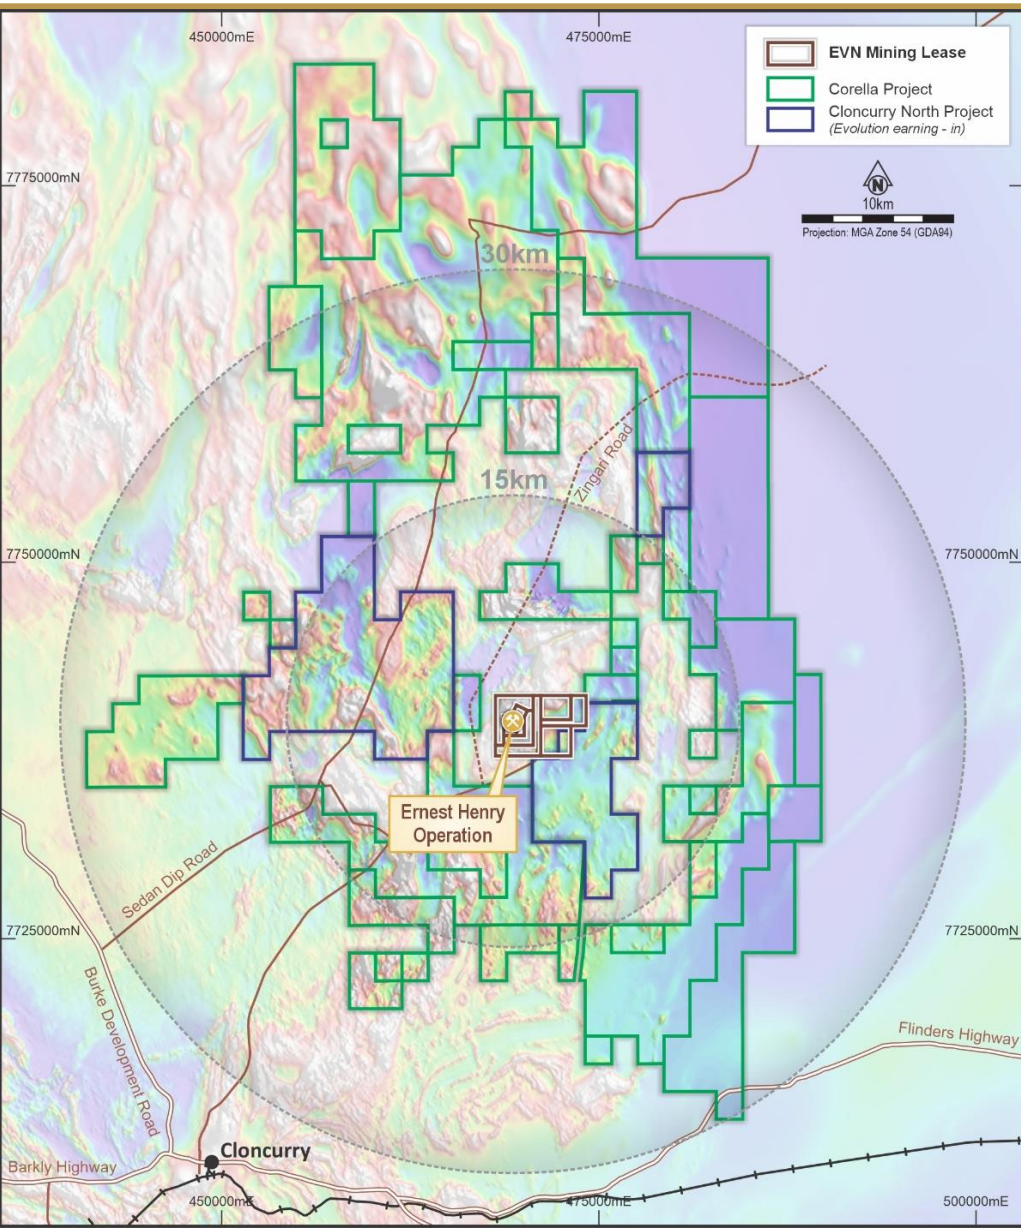 450000mE
475000mE
EVN Mining Lease
Corella Project
Cloncurry North Project
(Evolution earning - in)
7775000mN
N
10km
Projection: MGA Zone 54 (GDA94)
30km
15km
Zingari Road
7750000mN
7750000mN
Ernest Henry
Operation
Sedan Dip Road
7725000mN
7725000mN
Burke Development Road
Flinders Highway
Cloncurry
Barkly Highway
450000mE
475000mE
500000mE